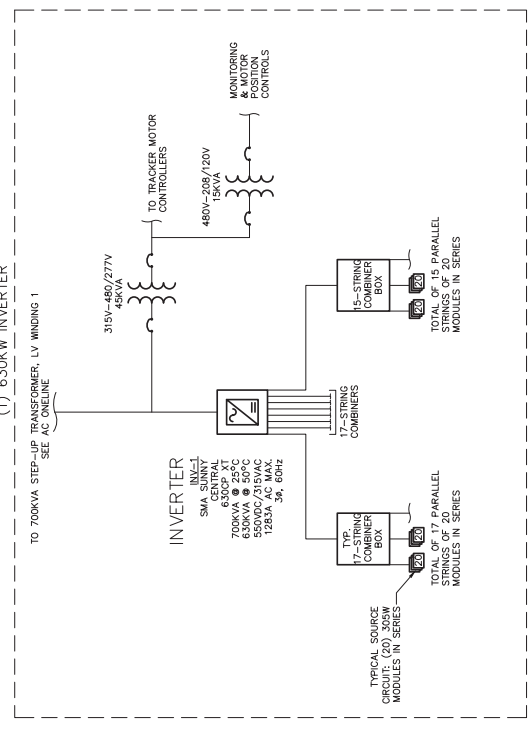 (1) 630KW INVERTER
TO 700KVA STEP-UP TRANSFORMER, LV WINDING 1
SEE AC ONELINE
315V-480/277V
45KVA
TO TRACKER MOTOR
CONTROLLERS
480V-208/120V
15KVA
MONITORING
& MOTOR
POSITION
CONTROLS
INVERTER
INV-1
SMA SUNNY
CENTRAL
630CP XT
700KVA @ 25°C
630KVA @ 50°C
550VDC/315VAC
1283A AC MAX.
3Ø, 60Hz
17-STRING
COMBINERS
TYP.
17-STRING
COMBINER
BOX
20
20
TOTAL OF 17 PARALLEL
STRINGS OF 20
MODULES IN SERIES
TYPICAL SOURCE
CIRCUIT: (20) 305W
MODULES IN SERIES
15-STRING
COMBINER
BOX
20
20
TOTAL OF 15 PARALLEL
STRINGS OF 20
MODULES IN SERIES